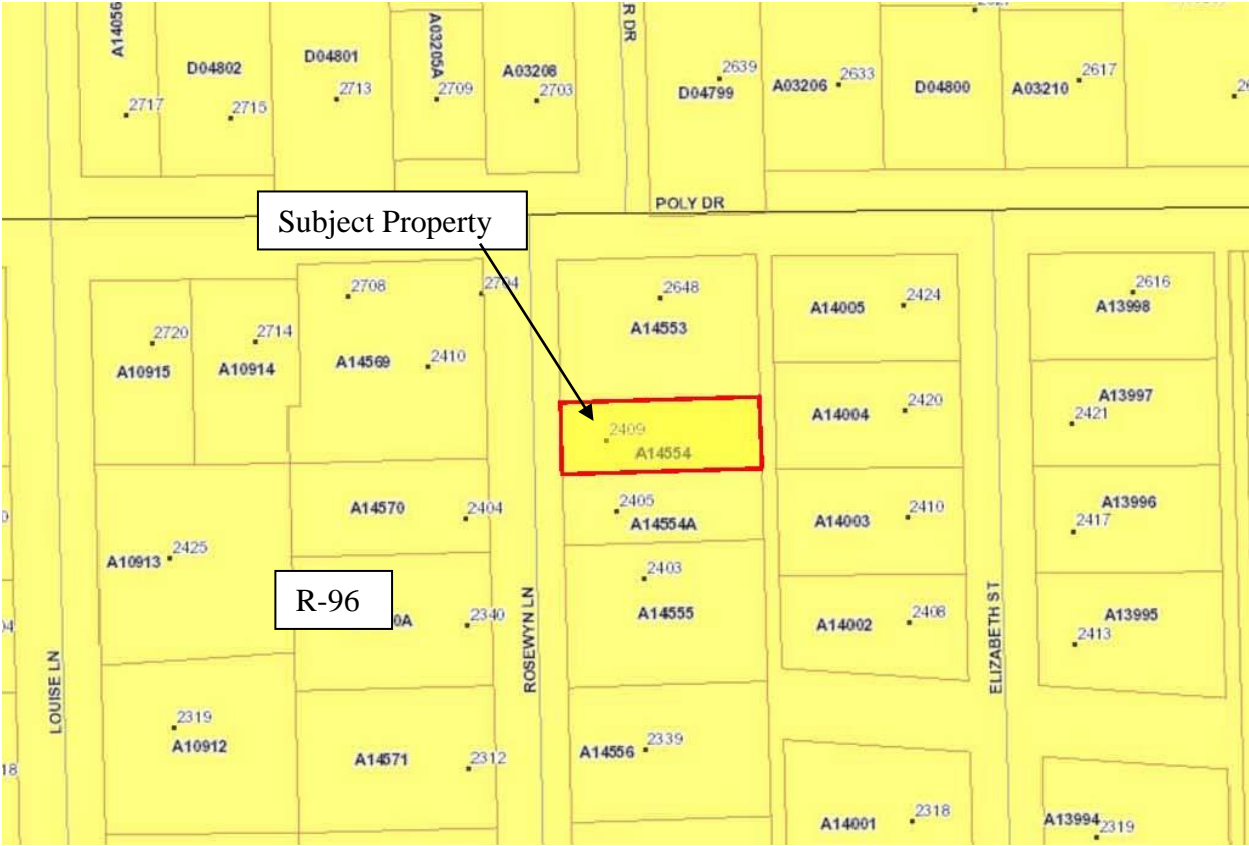 A14056
D04802
D04801
A03205A
A03208
R DR
2639
D04799
A03206
2633
D04800
A03210
2617
2717
2715
2713
2709
2703
POLY DR
Subject Property
2708
2704
2648
A14553
A14005
2424
2616
A13998
2720
2714
A10915
A10914
A14569
2410
A14004
2420
A13997
2421
2409
A14554
A14570
2404
2405
A14554A
A14003
2410
A13996
2417
A10913
2425
2403
R-96
0A
2340
A14555
A14002
2408
A13995
2413
LOUISE LN
ROSEWYN LN
ELIZABETH ST
2319
A10912
A14571
2312
A14556
2339
18
A14001
2318
A13994
2319